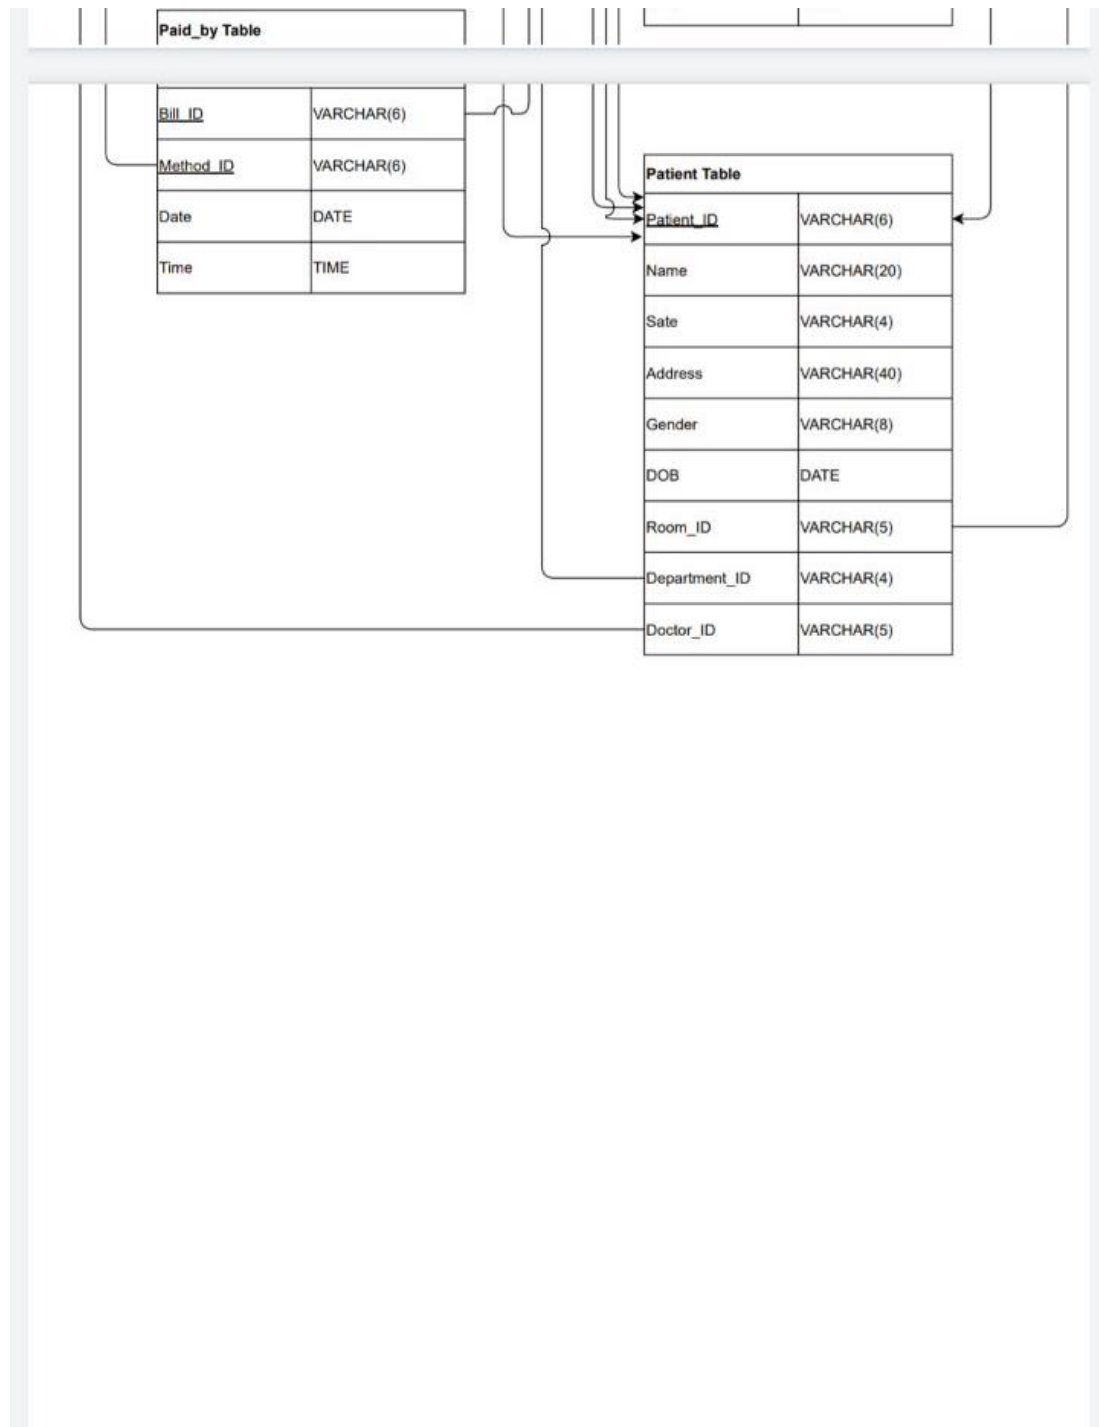 Paid_by Table
Bill_ID VARCHAR(6)
Method_ID VARCHAR(6)
Date DATE
Time TIME
Patient Table
Patient_ID VARCHAR(6)
Name VARCHAR(20)
Sate VARCHAR(4)
Address VARCHAR(40)
Gender VARCHAR(8)
DOB DATE
Room_ID VARCHAR(5)
Department_ID VARCHAR(4)
Doctor_ID VARCHAR(5)